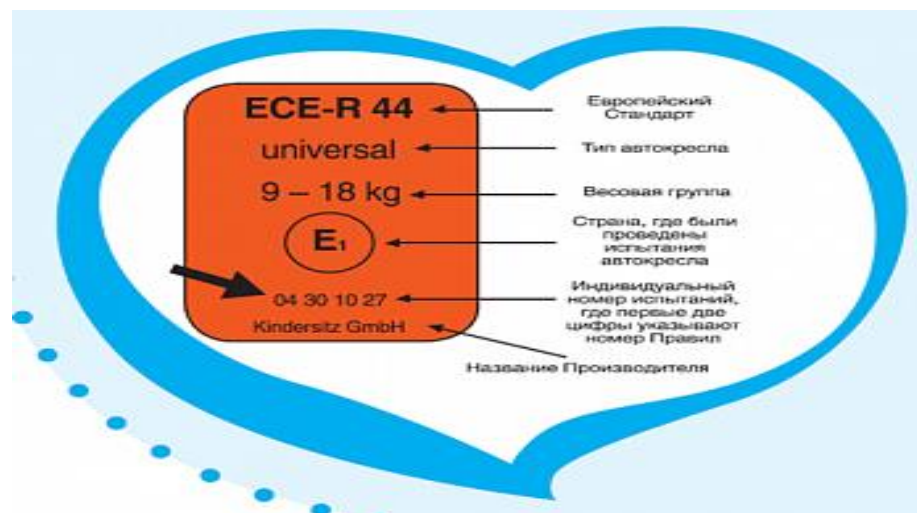 ECE-R 44
universal
9 – 18 kg
E1
04 30 10 27
Kindersitz GmbH
Европейский
Стандарт
Тип автокресла
Весовая группа
Страна, где были
проведены
испытания
автокресла
Индивидуальный
номер испытаний,
где первые две
цифры указывают
номер Правил
Название Производителя